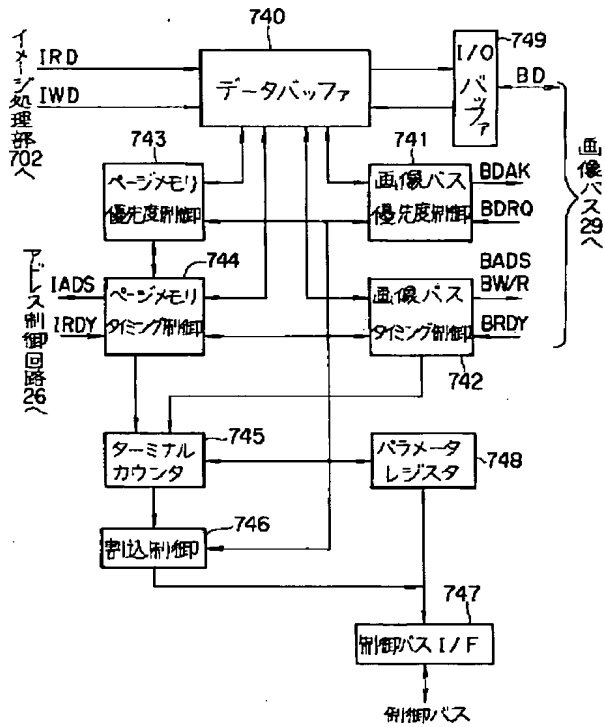 740
データバッファ
749
I/O
バッファ
BD
IRD
IWD
イメージ処理部
702へ
743
ページメモリ
優先度制御
741
画像バス
優先度制御
BDAK
BDRQ
画像バス29へ
744
ページメモリ
タイミング制御
IADS
IRDY
アドレス制御回路26へ
画像バス
タイミング制御
742
BADS
BW/R
BRDY
745
ターミナル
カウンタ
パラメータ
レジスタ
748
746
割込制御
747
制御バスI/F
制御バス